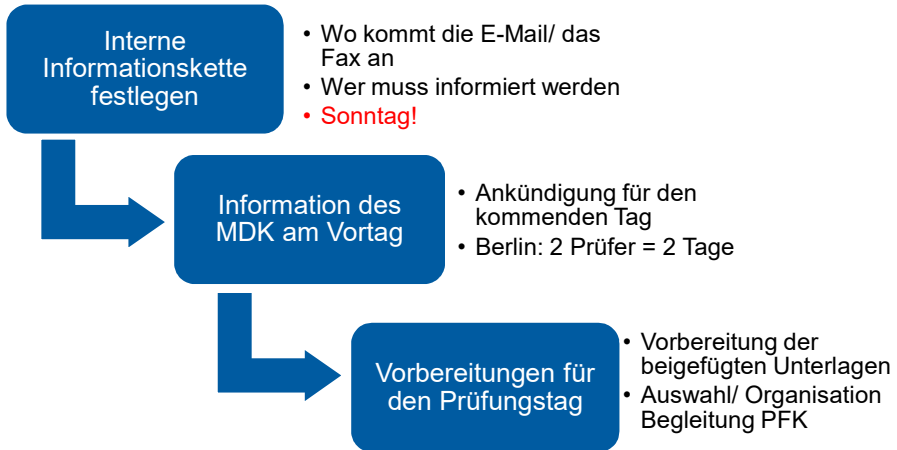 Interne
Informationskette
festlegen
• Wo kommt die E-Mail/ das
Fax an
• Wer muss informiert werden
• Sonntag!
Information des
MDK am Vortag
• Ankündigung für den
kommenden Tag
• Berlin: 2 Prüfer = 2 Tage
Vorbereitungen für
den Prüfungstag
• Vorbereitung der
beigefügten Unterlagen
• Auswahl/ Organisation
Begleitung PFK